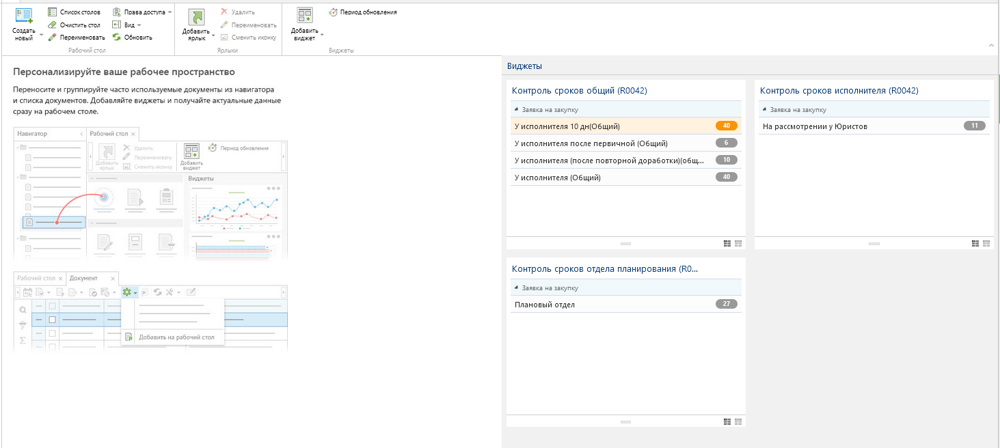 Создать новый
Список столов
Очистить стол
Переименовать
Права доступа
Вид
Обновить
Рабочий стол
Добавить ярлык
Удалить
Переименовать
Сменить иконку
Ярлыки
Добавить виджет
Период обновления
Виджеты
Персонализируйте ваше рабочее пространство
Переносите и группируйте часто используемые документы из навигатора
и списка документов. Добавляйте виджеты и получайте актуальные данные
сразу на рабочем столе.
Навигатор
Рабочий стол
Добавить ярлык
Удалить
Переименовать
Сменить иконку
Добавить виджет
Период обновления
Виджеты
Рабочий стол
Документ
Добавить на рабочий стол
Виджеты
Контроль сроков общий (R0042)
Заявка на закупку
У исполнителя 10 дн(Общий) 40
У исполнителя после первичной (Общий) 6
У исполнителя (после повторной доработки)(общ... 10
У исполнителя (Общий) 40
Контроль сроков исполнителя (R0042)
Заявка на закупку
На рассмотрении у Юристов 11
Контроль сроков отдела планирования (R0...
Заявка на закупку
Плановый отдел 27